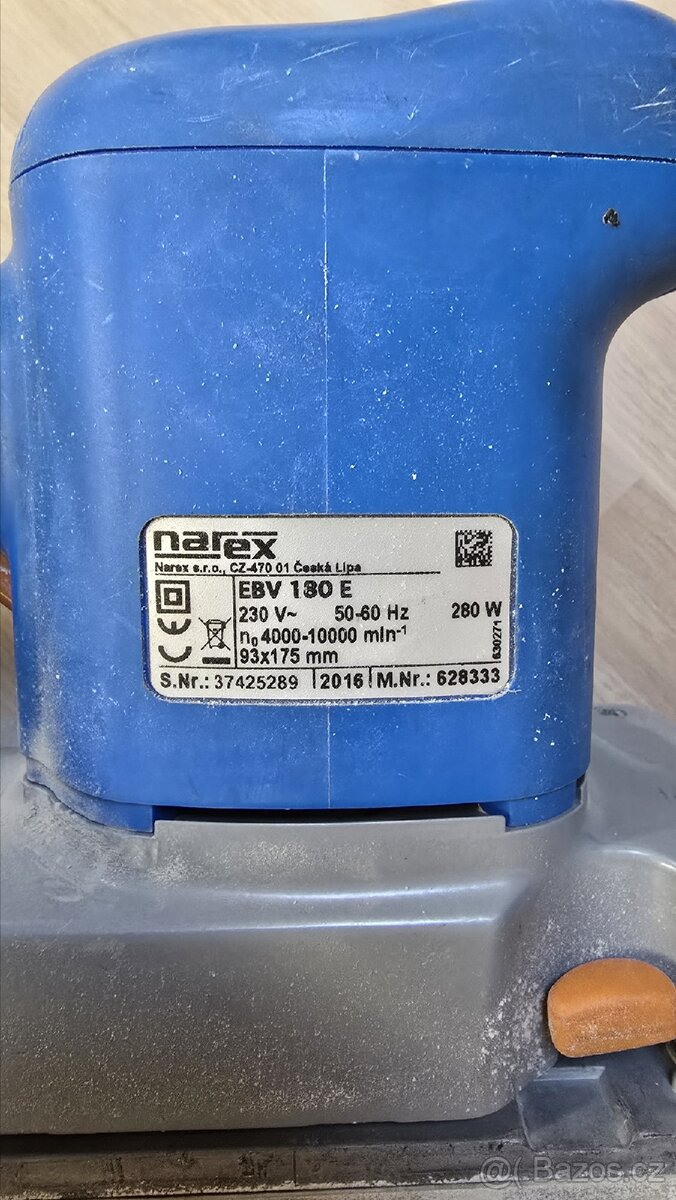 narex
Narex s.r.o., CZ-470 01 Česká Lípa
EBV 180 E
230 V~ 50-60 Hz 280 W
n₀ 4000-10000 min⁻¹
93x175 mm
630271
S.Nr.: 37425289 2016 M.Nr.: 628333
Bazos.cz